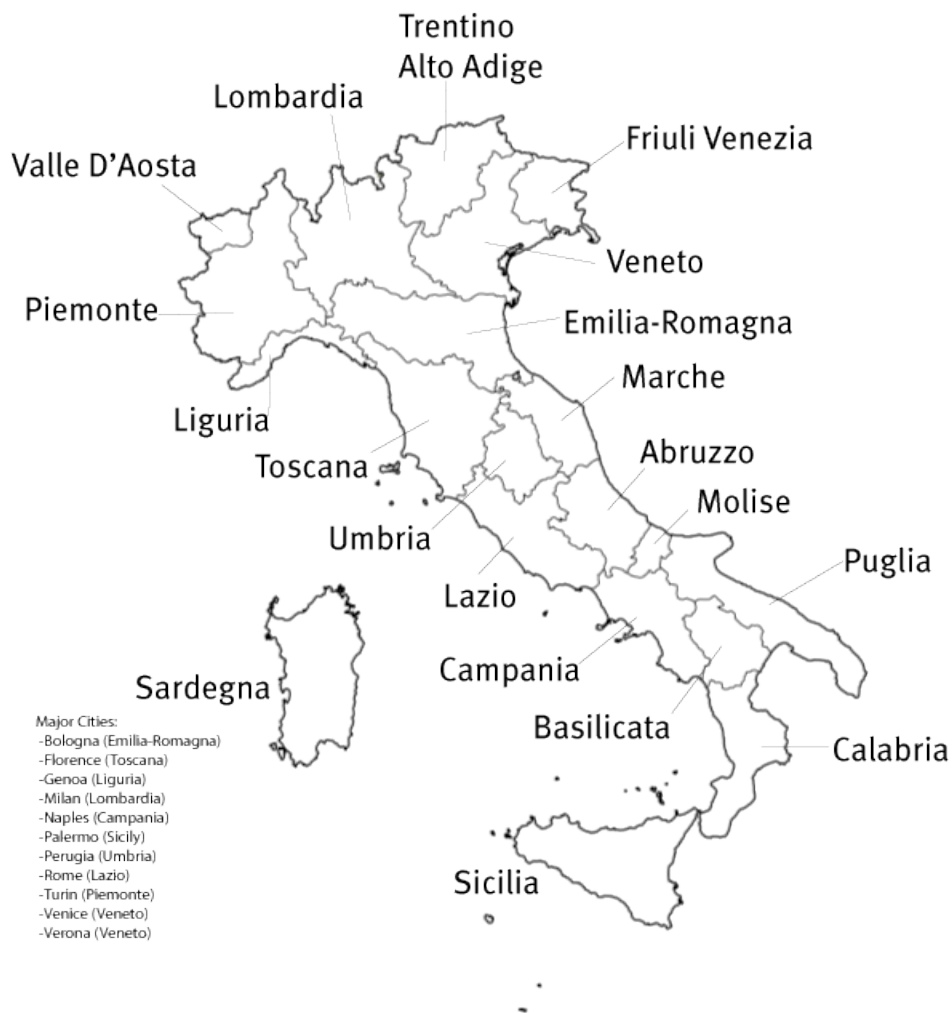 Trentino
Alto Adige
Lombardia
Friuli Venezia
Valle D'Aosta
Veneto
Piemonte
Emilia-Romagna
Marche
Liguria
Toscana
Abruzzo
Molise
Umbria
Puglia
Lazio
Campania
Sardegna
Basilicata
Calabria
Sicilia
Major Cities:
-Bologna (Emilia-Romagna)
-Florence (Toscana)
-Genoa (Liguria)
-Milan (Lombardia)
-Naples (Campania)
-Palermo (Sicily)
-Perugia (Umbria)
-Rome (Lazio)
-Turin (Piemonte)
-Venice (Veneto)
-Verona (Veneto)